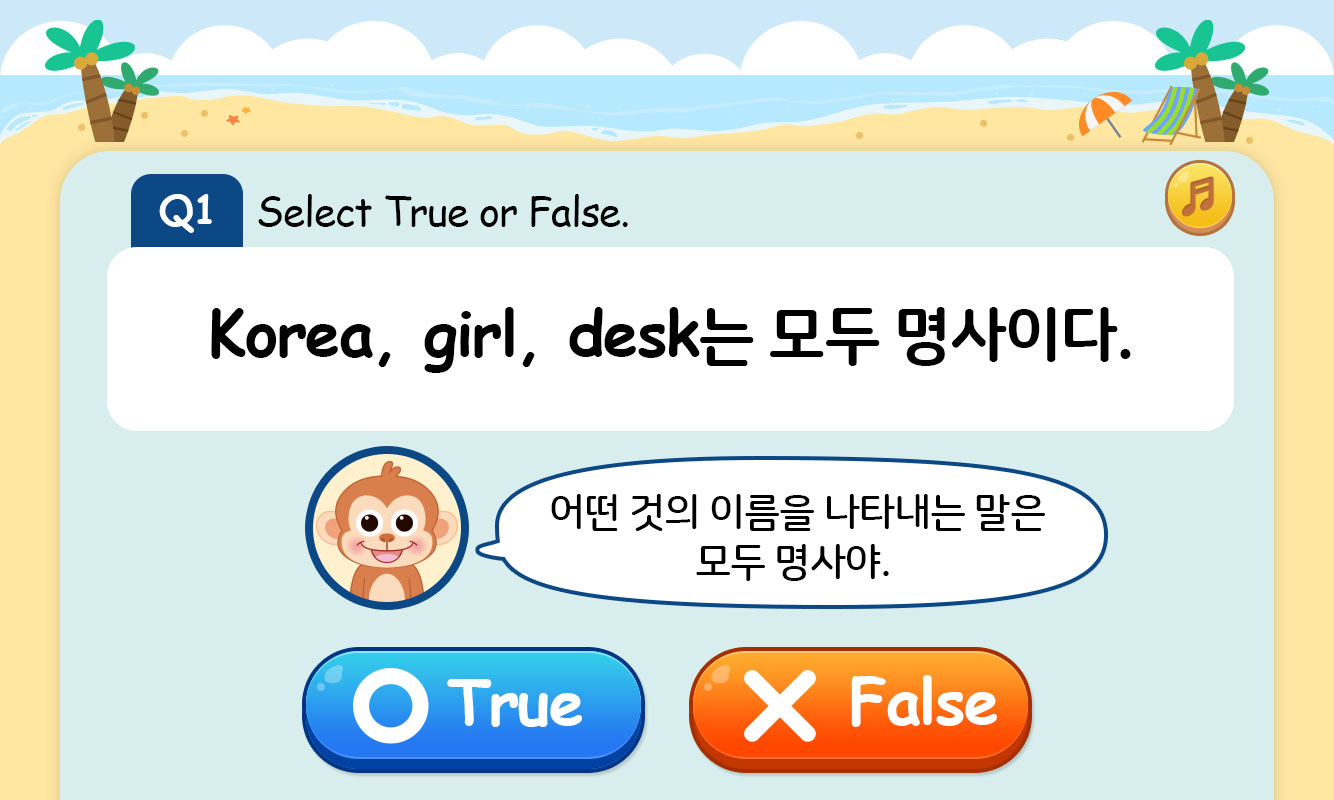 Q1 Select True or False.
Korea, girl, desk는 모두 명사이다.
어떤 것의 이름을 나타내는 말은
모두 명사야.
True
False